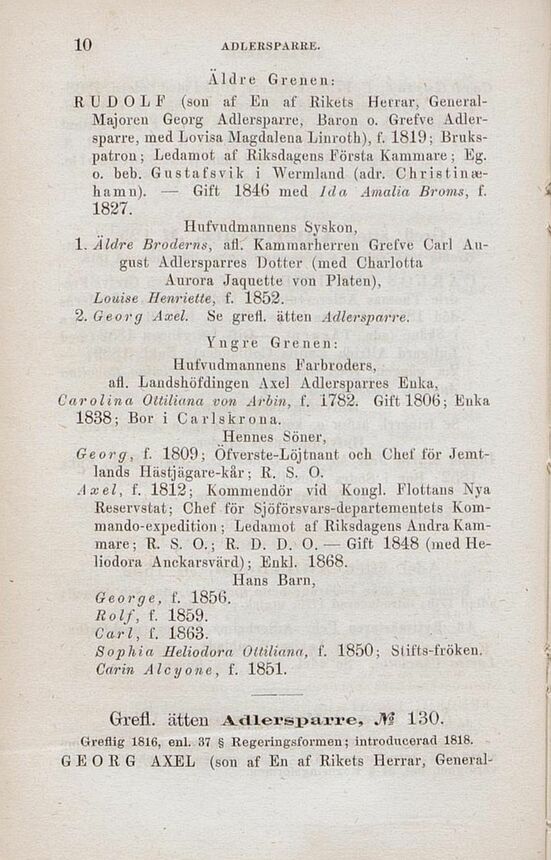 10 ADLERSPARRE.
Äldre Grenen:
RUDOLF (son af En af Rikets Herrar, General-
Majoren Georg Adlersparre, Baron o. Grefve Adler-
sparre, med Lovisa Magdalena Linroth), f. 1819; Bruks-
patron; Ledamot af Riksdagens Första Kammare; Eg.
o. beb. Gustafsvik i Wermland (adr. Christinæ-
hamn). — Gift 1846 med Ida Amalia Broms, f.
1827.
Hufvudmannens Syskon,
1. Äldre Broderns, afl. Kammarherren Grefve Carl Au-
gust Adlersparres Dotter (med Charlotta
Aurora Jaquette von Platen),
Louise Henriette, f. 1852.
2. Georg Axel. Se grefl. ätten Adlersparre.
Yngre Grenen:
Hufvudmannens Farbroders,
afl. Landshöfdingen Axel Adlersparres Enka,
Carolina Ottiliana von Arbin, f. 1782. Gift 1806; Enka
1838; Bor i Carlskrona.
Hennes Söner,
Georg, f. 1809; Öfverste-Löjtnant och Chef för Jemt-
lands Hästjägare-kår; R. S. O.
Axel, f. 1812; Kommendör vid Kongl. Flottans Nya
Reservstat; Chef för Sjöförsvars-departementets Kom-
mando-expedition; Ledamot af Riksdagens Andra Kam-
mare; R. S. O.; R. D. D. O. — Gift 1848 (med He-
liodora Anckarsvärd); Enkl. 1868.
Hans Barn,
George, f. 1856.
Rolf, f. 1859.
Carl, f. 1863.
Sophia Heliodora Ottiliana, f. 1850; Stifts-fröken.
Carin Alcyone, f. 1851.
Grefl. ätten Adlersparre, № 130.
Greflig 1816, enl. 37 § Regeringsformen; introducerad 1818.
GEORG AXEL (son af En af Rikets Herrar, General-